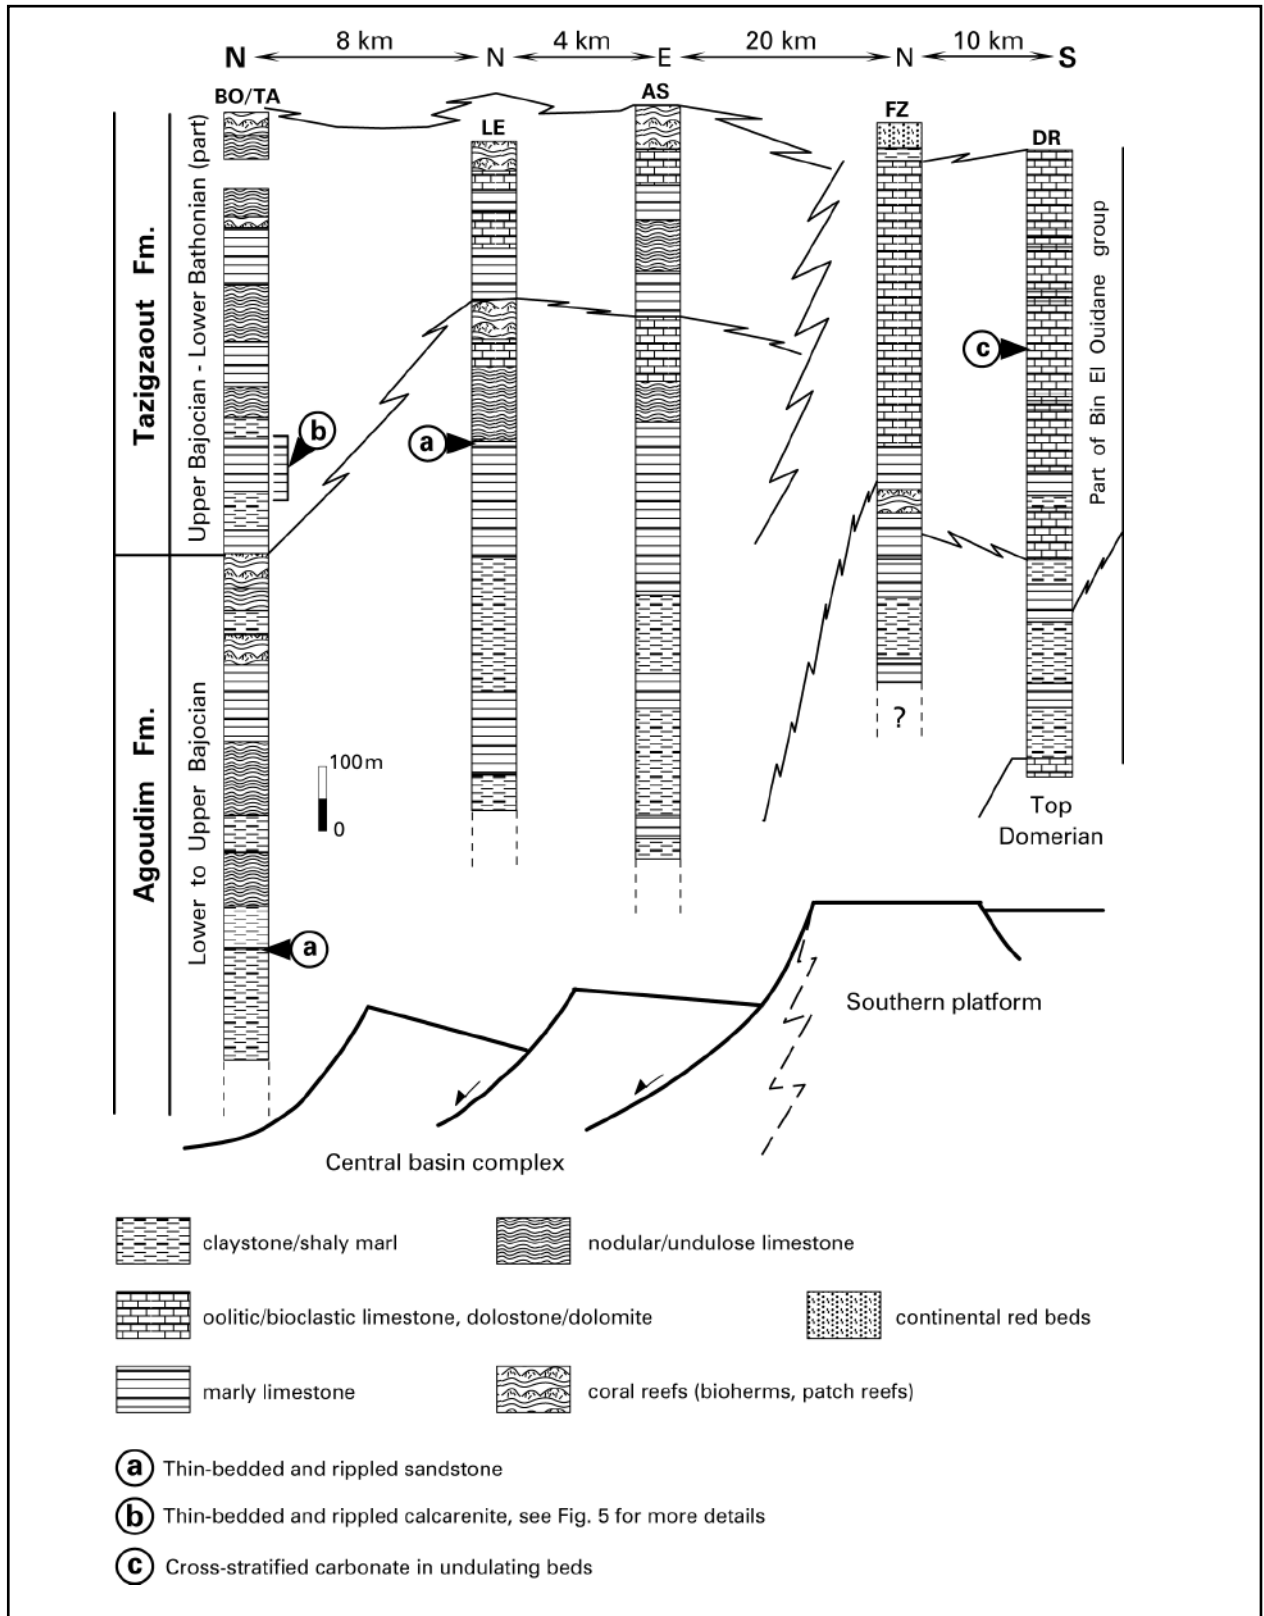 8 km 4 km 20 km 10 km
N N E N S
BO/TA LE AS FZ DR
Tazigzaout Fm.
Upper Bajocian - Lower Bathonian (part)
Part of Bin El Ouidane group
b
a
c
Agoudim Fm.
Lower to Upper Bajocian
100m
0
?
Top
Domerian
a
Southern platform
Central basin complex
claystone/shaly marl nodular/undulose limestone
oolitic/bioclastic limestone, dolostone/dolomite continental red beds
marly limestone coral reefs (bioherms, patch reefs)
a Thin-bedded and rippled sandstone
b Thin-bedded and rippled calcarenite, see Fig. 5 for more details
c Cross-stratified carbonate in undulating beds